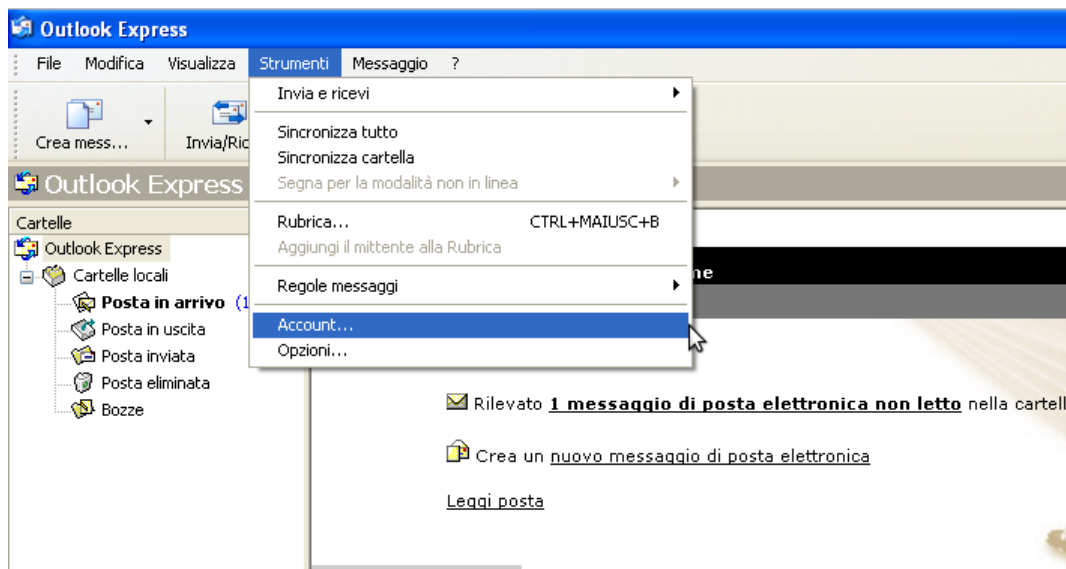 Outlook Express
File Modifica Visualizza Strumenti Messaggio ?
Crea mess... Invia/Ric
Invia e ricevi
Sincronizza tutto
Sincronizza cartella
Segna per la modalità non in linea
Rubrica... CTRL+MAIUSC+B
Aggiungi il mittente alla Rubrica
Regole messaggi
Account...
Opzioni...
Outlook Express
Cartelle
Outlook Express
Cartelle locali
Posta in arrivo (1
Posta in uscita
Posta inviata
Posta eliminata
Bozze
ne
Rilevato 1 messaggio di posta elettronica non letto nella cartell
Crea un nuovo messaggio di posta elettronica
Leggi posta